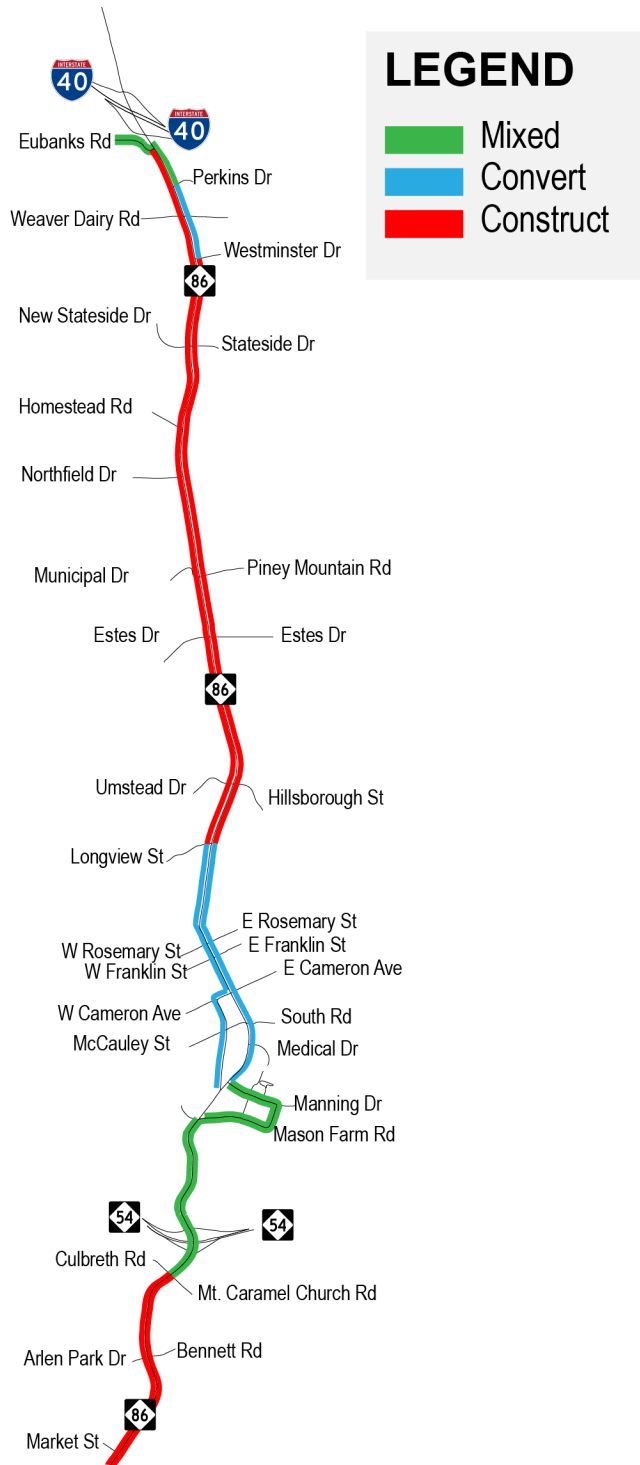 INTERSTATE
40
INTERSTATE
40
LEGEND
Mixed
Convert
Construct
Eubanks Rd
Perkins Dr
Weaver Dairy Rd
Westminster Dr
86
New Stateside Dr
Stateside Dr
Homestead Rd
Northfield Dr
Piney Mountain Rd
Municipal Dr
Estes Dr
Estes Dr
86
Umstead Dr
Hillsborough St
Longview St
E Rosemary St
W Rosemary St
E Franklin St
W Franklin St
E Cameron Ave
W Cameron Ave
South Rd
McCauley St
Medical Dr
Manning Dr
Mason Farm Rd
54
54
Culbreth Rd
Mt. Caramel Church Rd
Bennett Rd
Arlen Park Dr
86
Market St